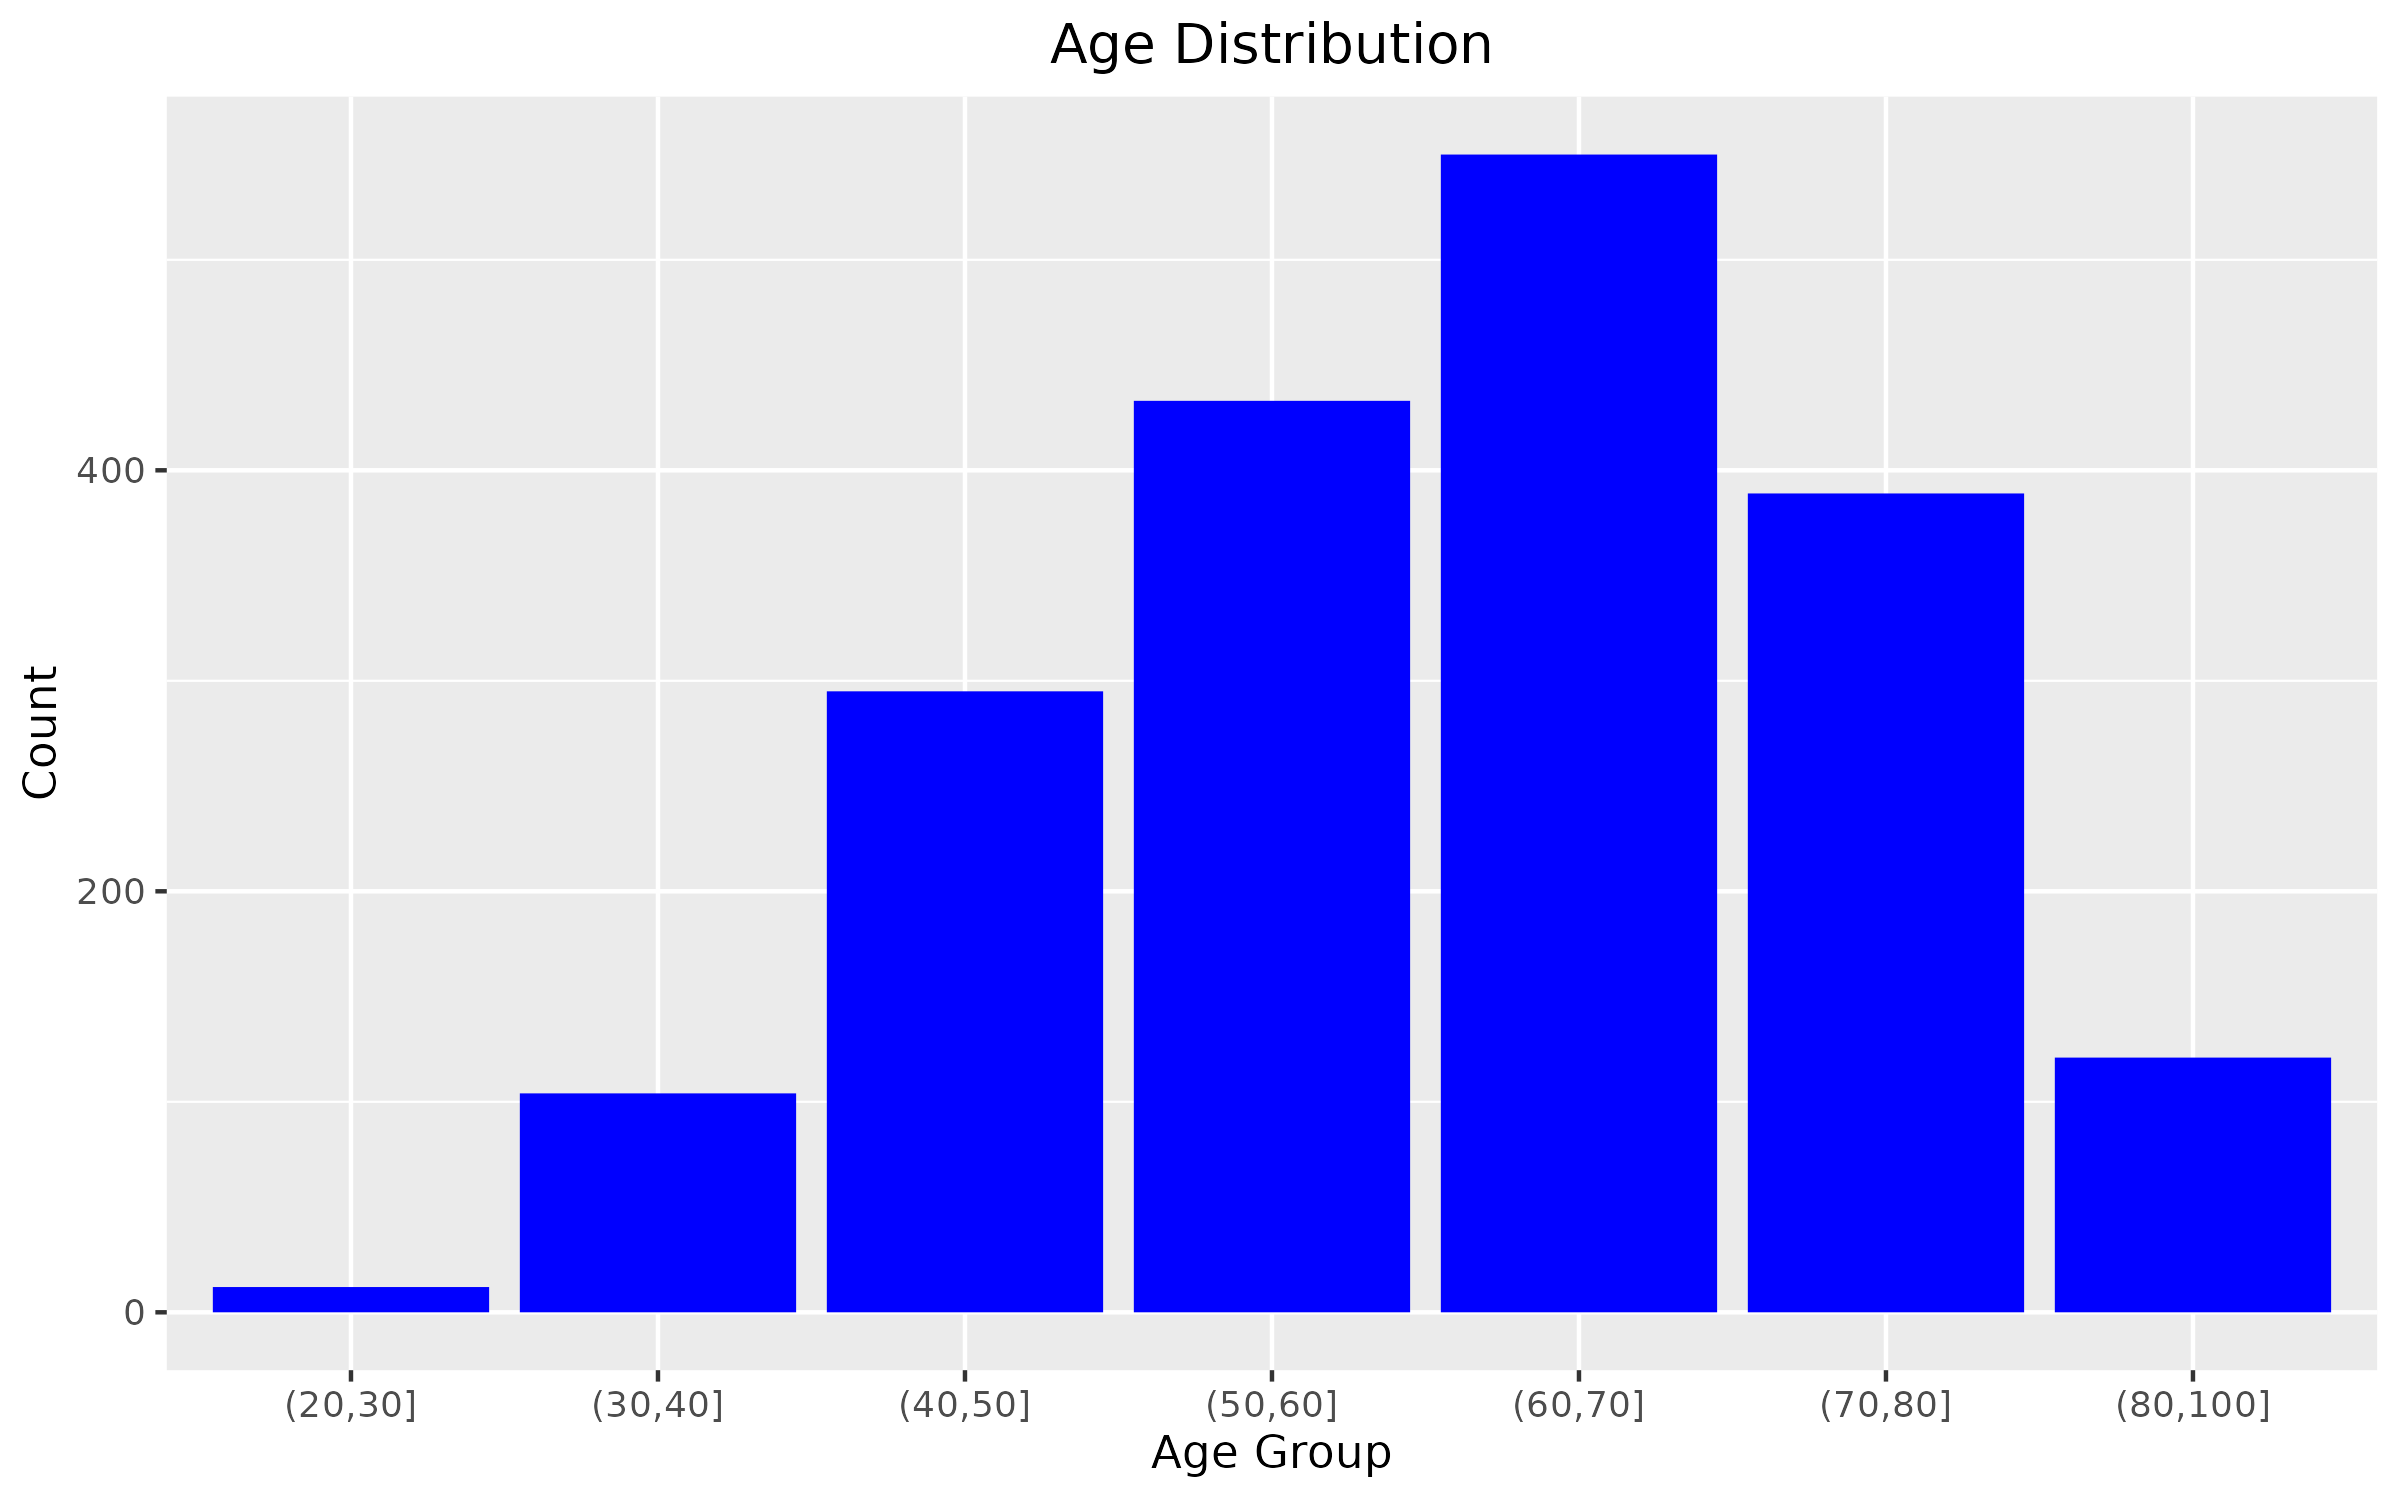 Age Distribution
Count
400
200
0
(20,30] (30,40] (40,50] (50,60] (60,70] (70,80] (80,100]
Age Group